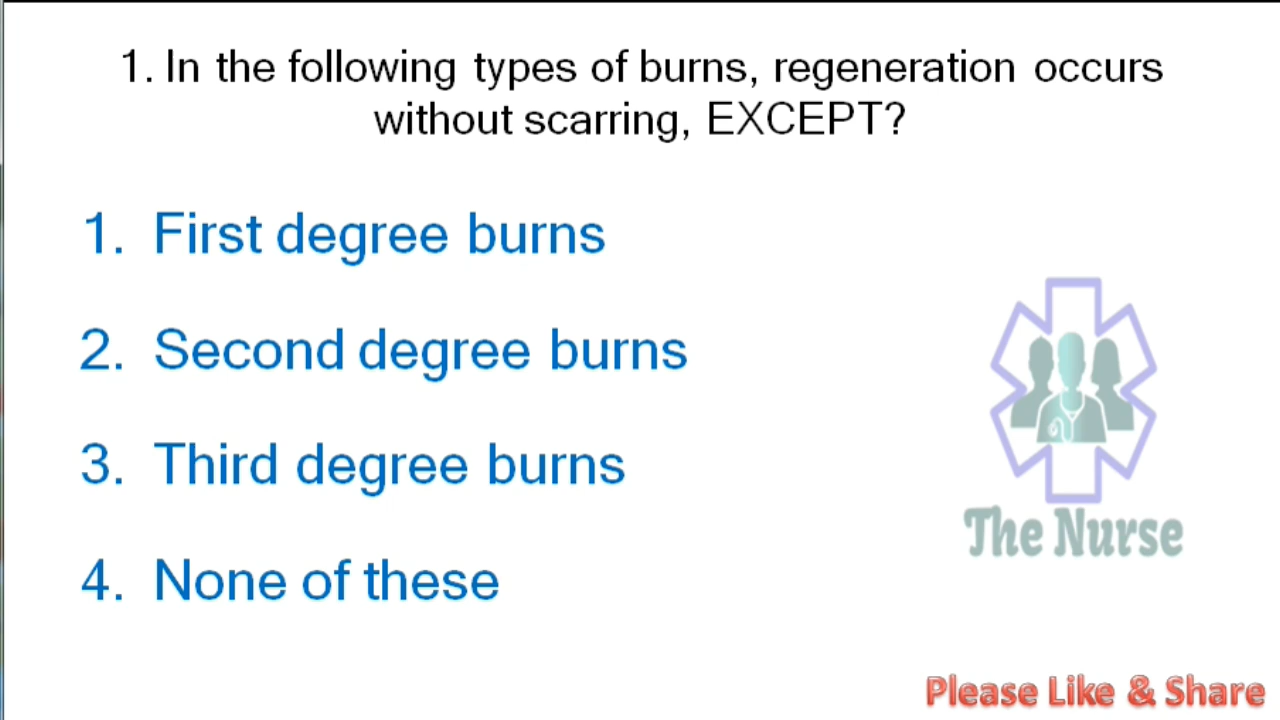 1. In the following types of burns, regeneration occurs
without scarring, EXCEPT?
1. First degree burns
2. Second degree burns
3. Third degree burns
4. None of these
The Nurse
Please Like & Share